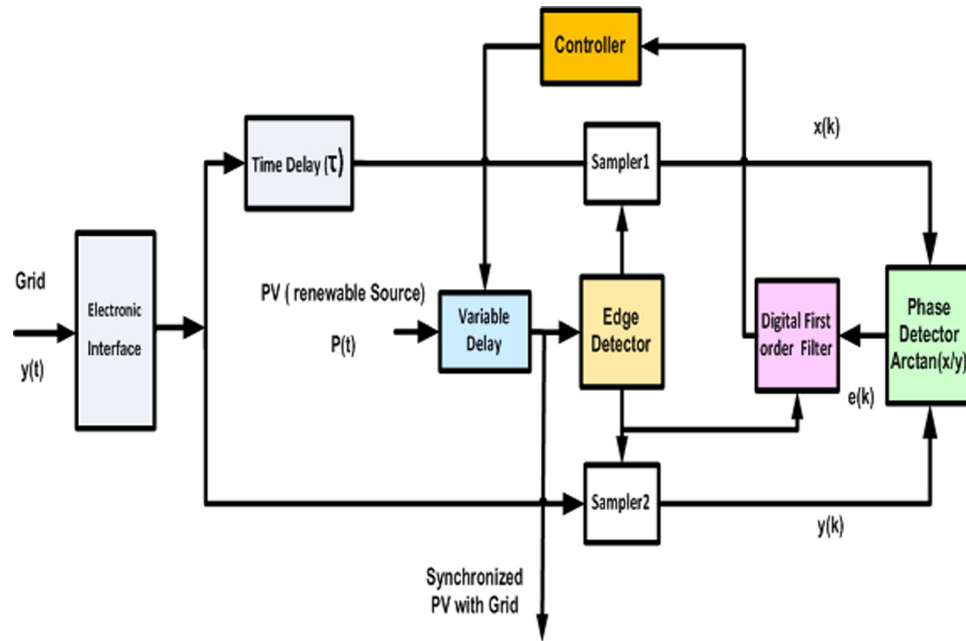 Controller
x(k)
Time Delay (τ)
Sampler1
Grid
Electronic
Interface
y(t)
PV ( renewable Source)
P(t)
Variable
Delay
Edge
Detector
Digital First
order Filter
Phase
Detector
Arctan(x/y)
e(k)
Sampler2
y(k)
Synchronized
PV with Grid